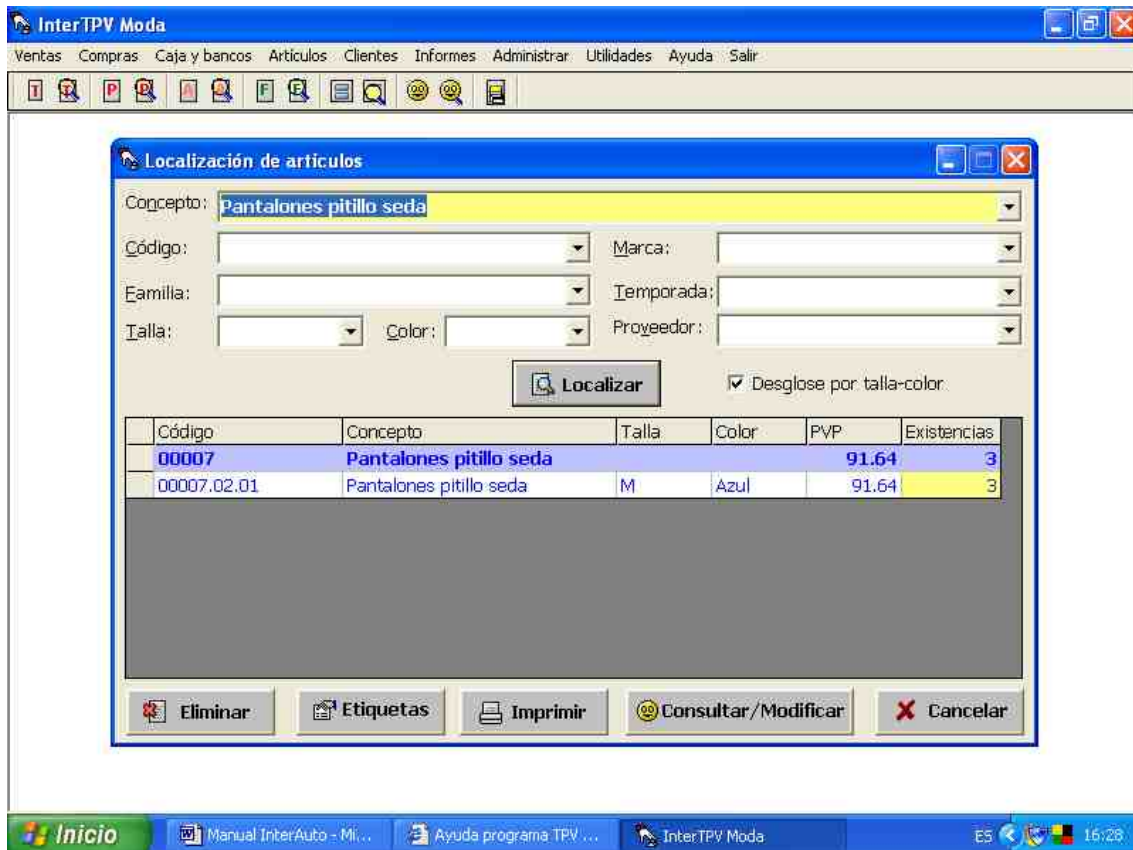 InterTPV Moda
Ventas Compras Caja y bancos Artículos Clientes Informes Administrar Utilidades Ayuda Salir
T T P P A A F F
Localización de artículos
Concepto: Pantalones pitillo seda
Código: Marca:
Familia: Temporada:
Talla: Color: Proveedor:
Localizar Desglose por talla-color
Código Concepto Talla Color PVP Existencias
00007 Pantalones pitillo seda 91.64 3
00007.02.01 Pantalones pitillo seda M Azul 91.64 3
Eliminar Etiquetas Imprimir Consultar/Modificar Cancelar
Inicio Manual InterAuto - Mi... Ayuda programa TPV ... InterTPV Moda ES 16:28